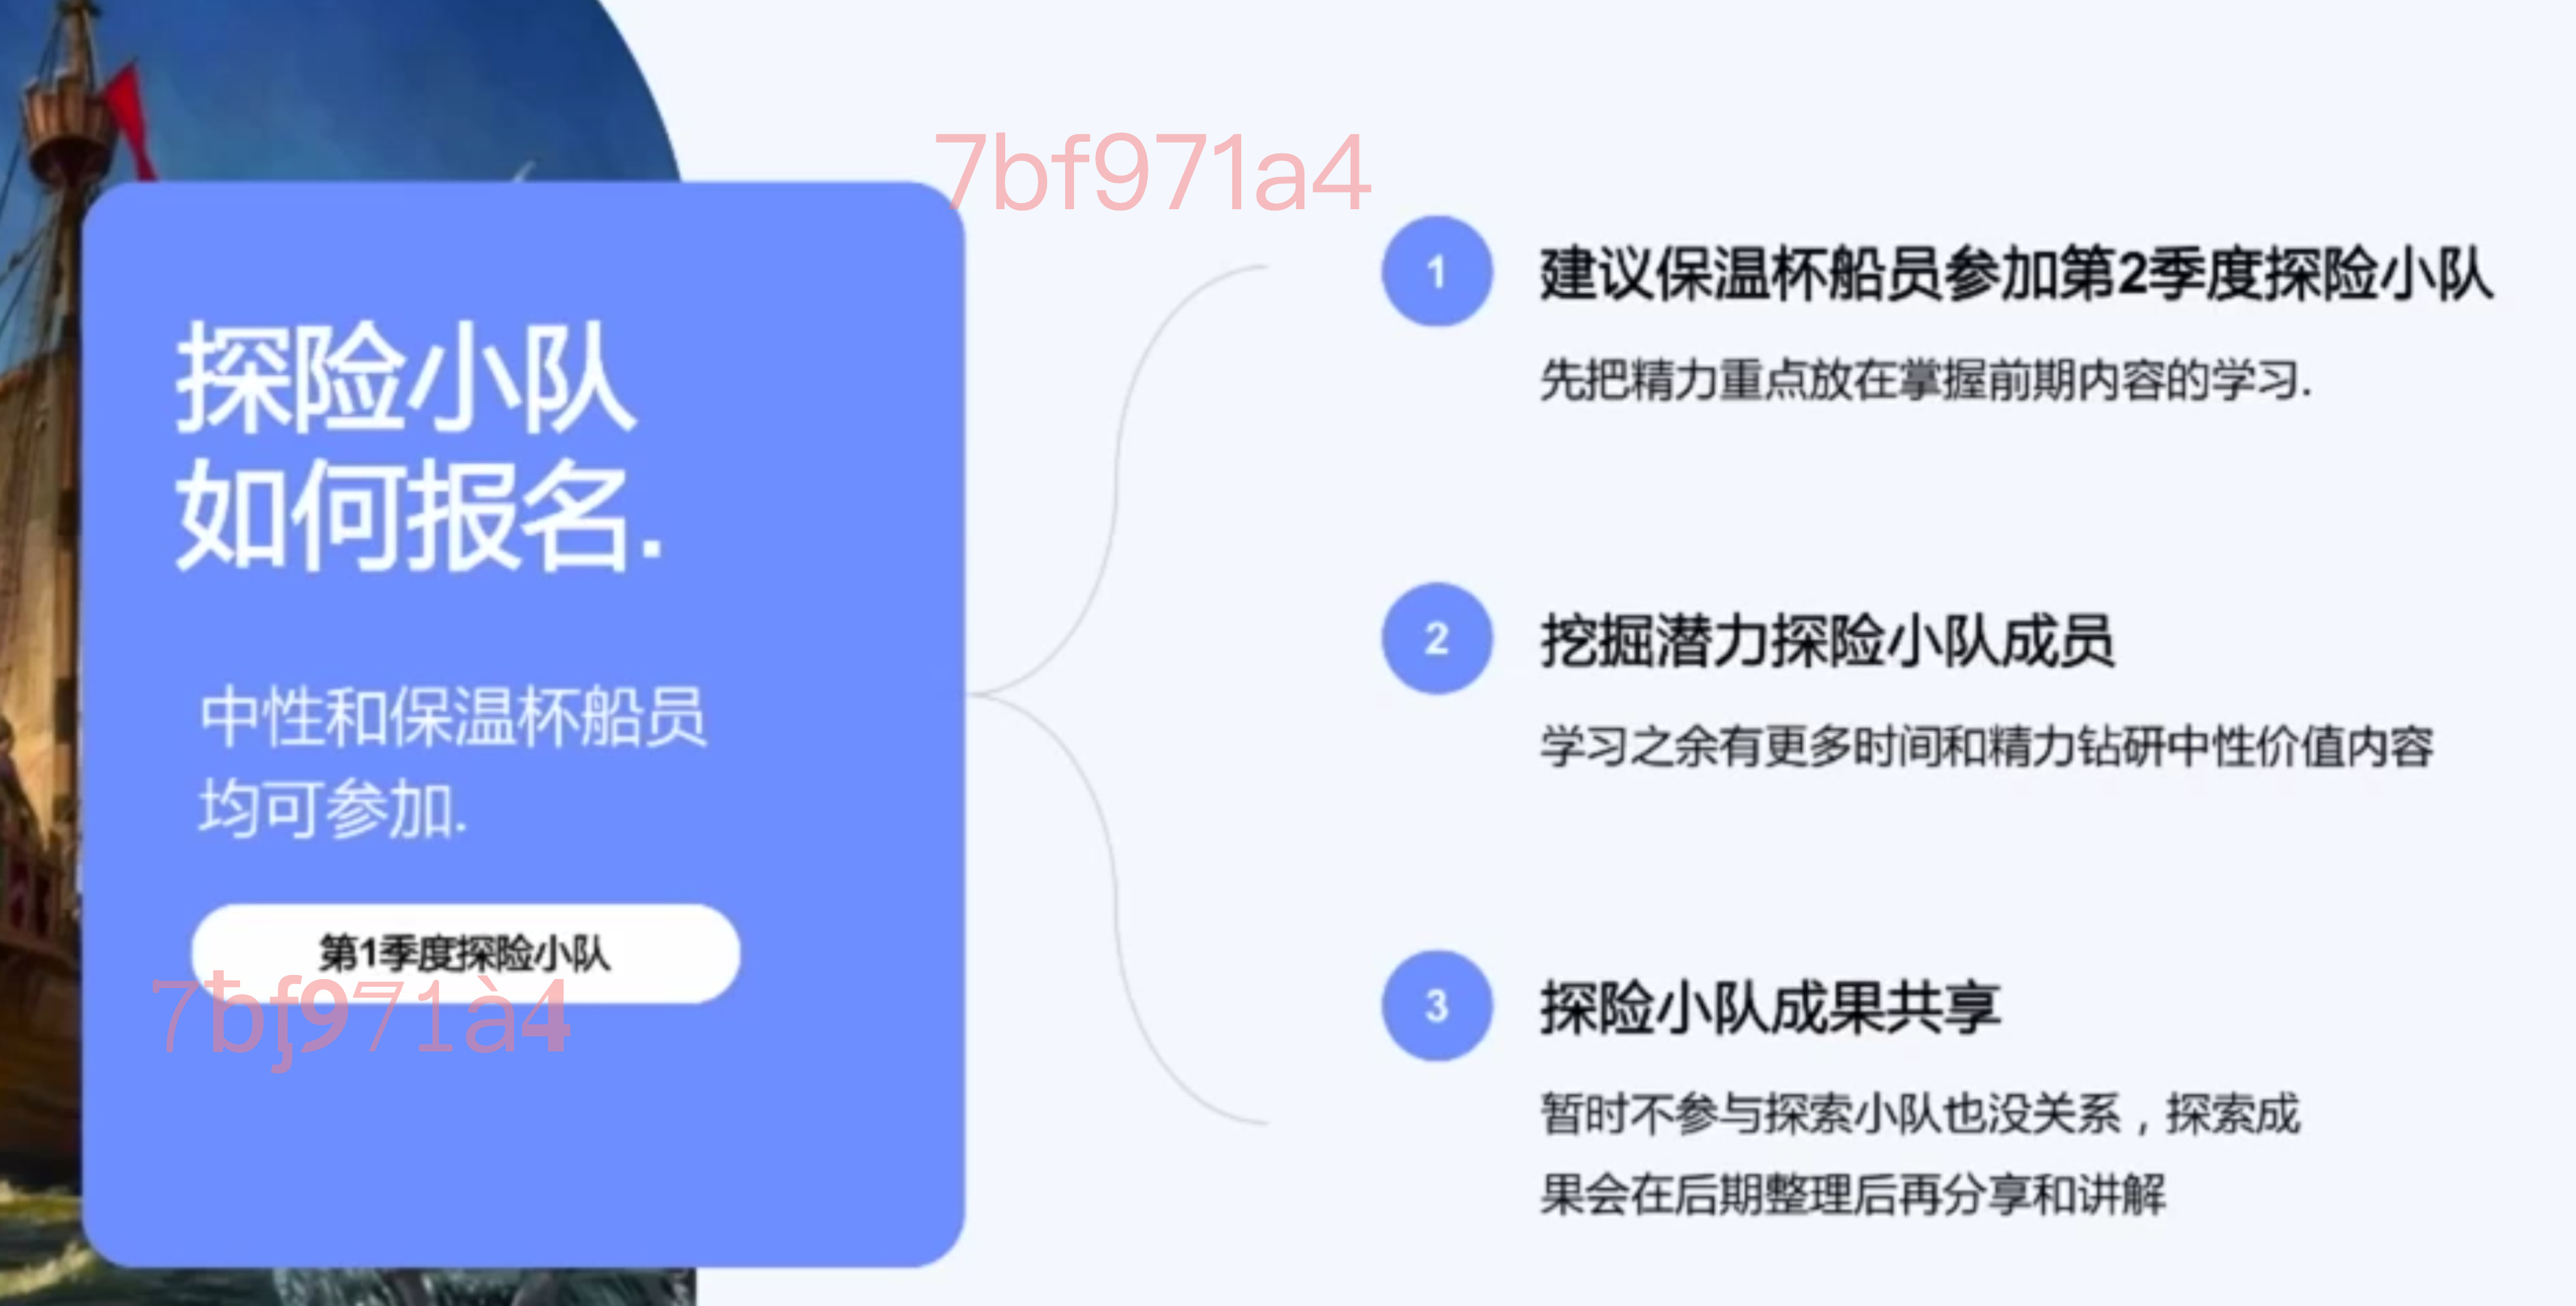 7bf971a4
探险小队
如何报名.
中性和保温杯船员
均可参加.
第1季度探险小队
7bf971à4
1
建议保温杯船员参加第2季度探险小队
先把精力重点放在掌握前期内容的学习.
2
挖掘潜力探险小队成员
学习之余有更多时间和精力钻研中性价值内容
3
探险小队成果共享
暂时不参与探索小队也没关系，探索成
果会在后期整理后再分享和讲解